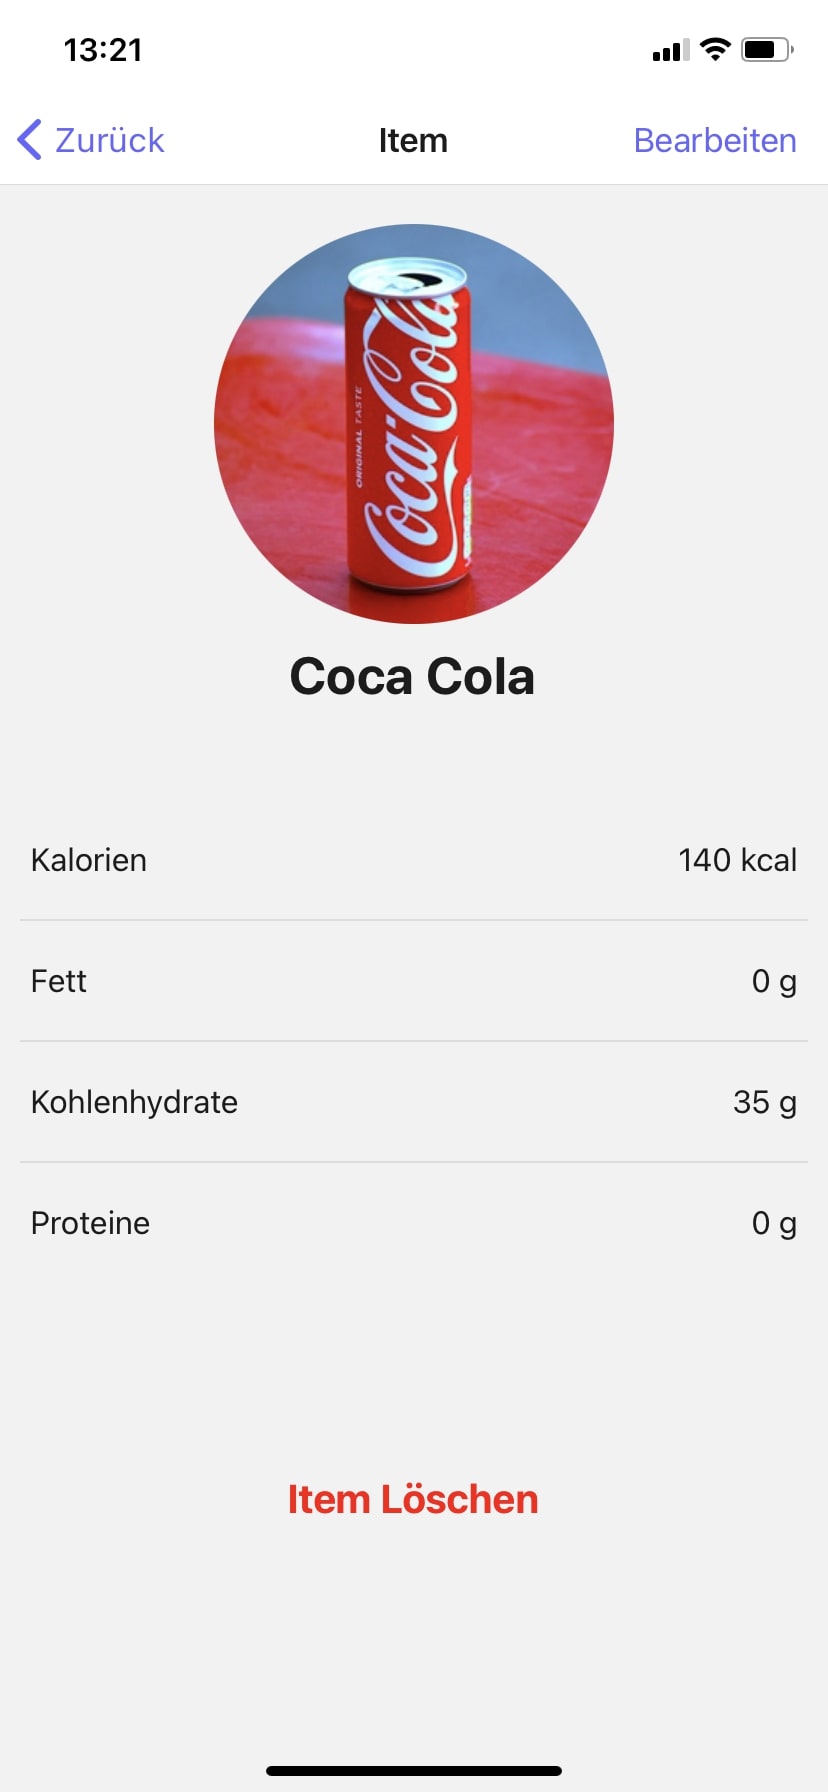 13:21
Zurück
Item
Bearbeiten
Coca-Cola
ORIGINAL TASTE
Coca Cola
Kalorien 140 kcal
Fett 0 g
Kohlenhydrate 35 g
Proteine 0 g
Item Löschen